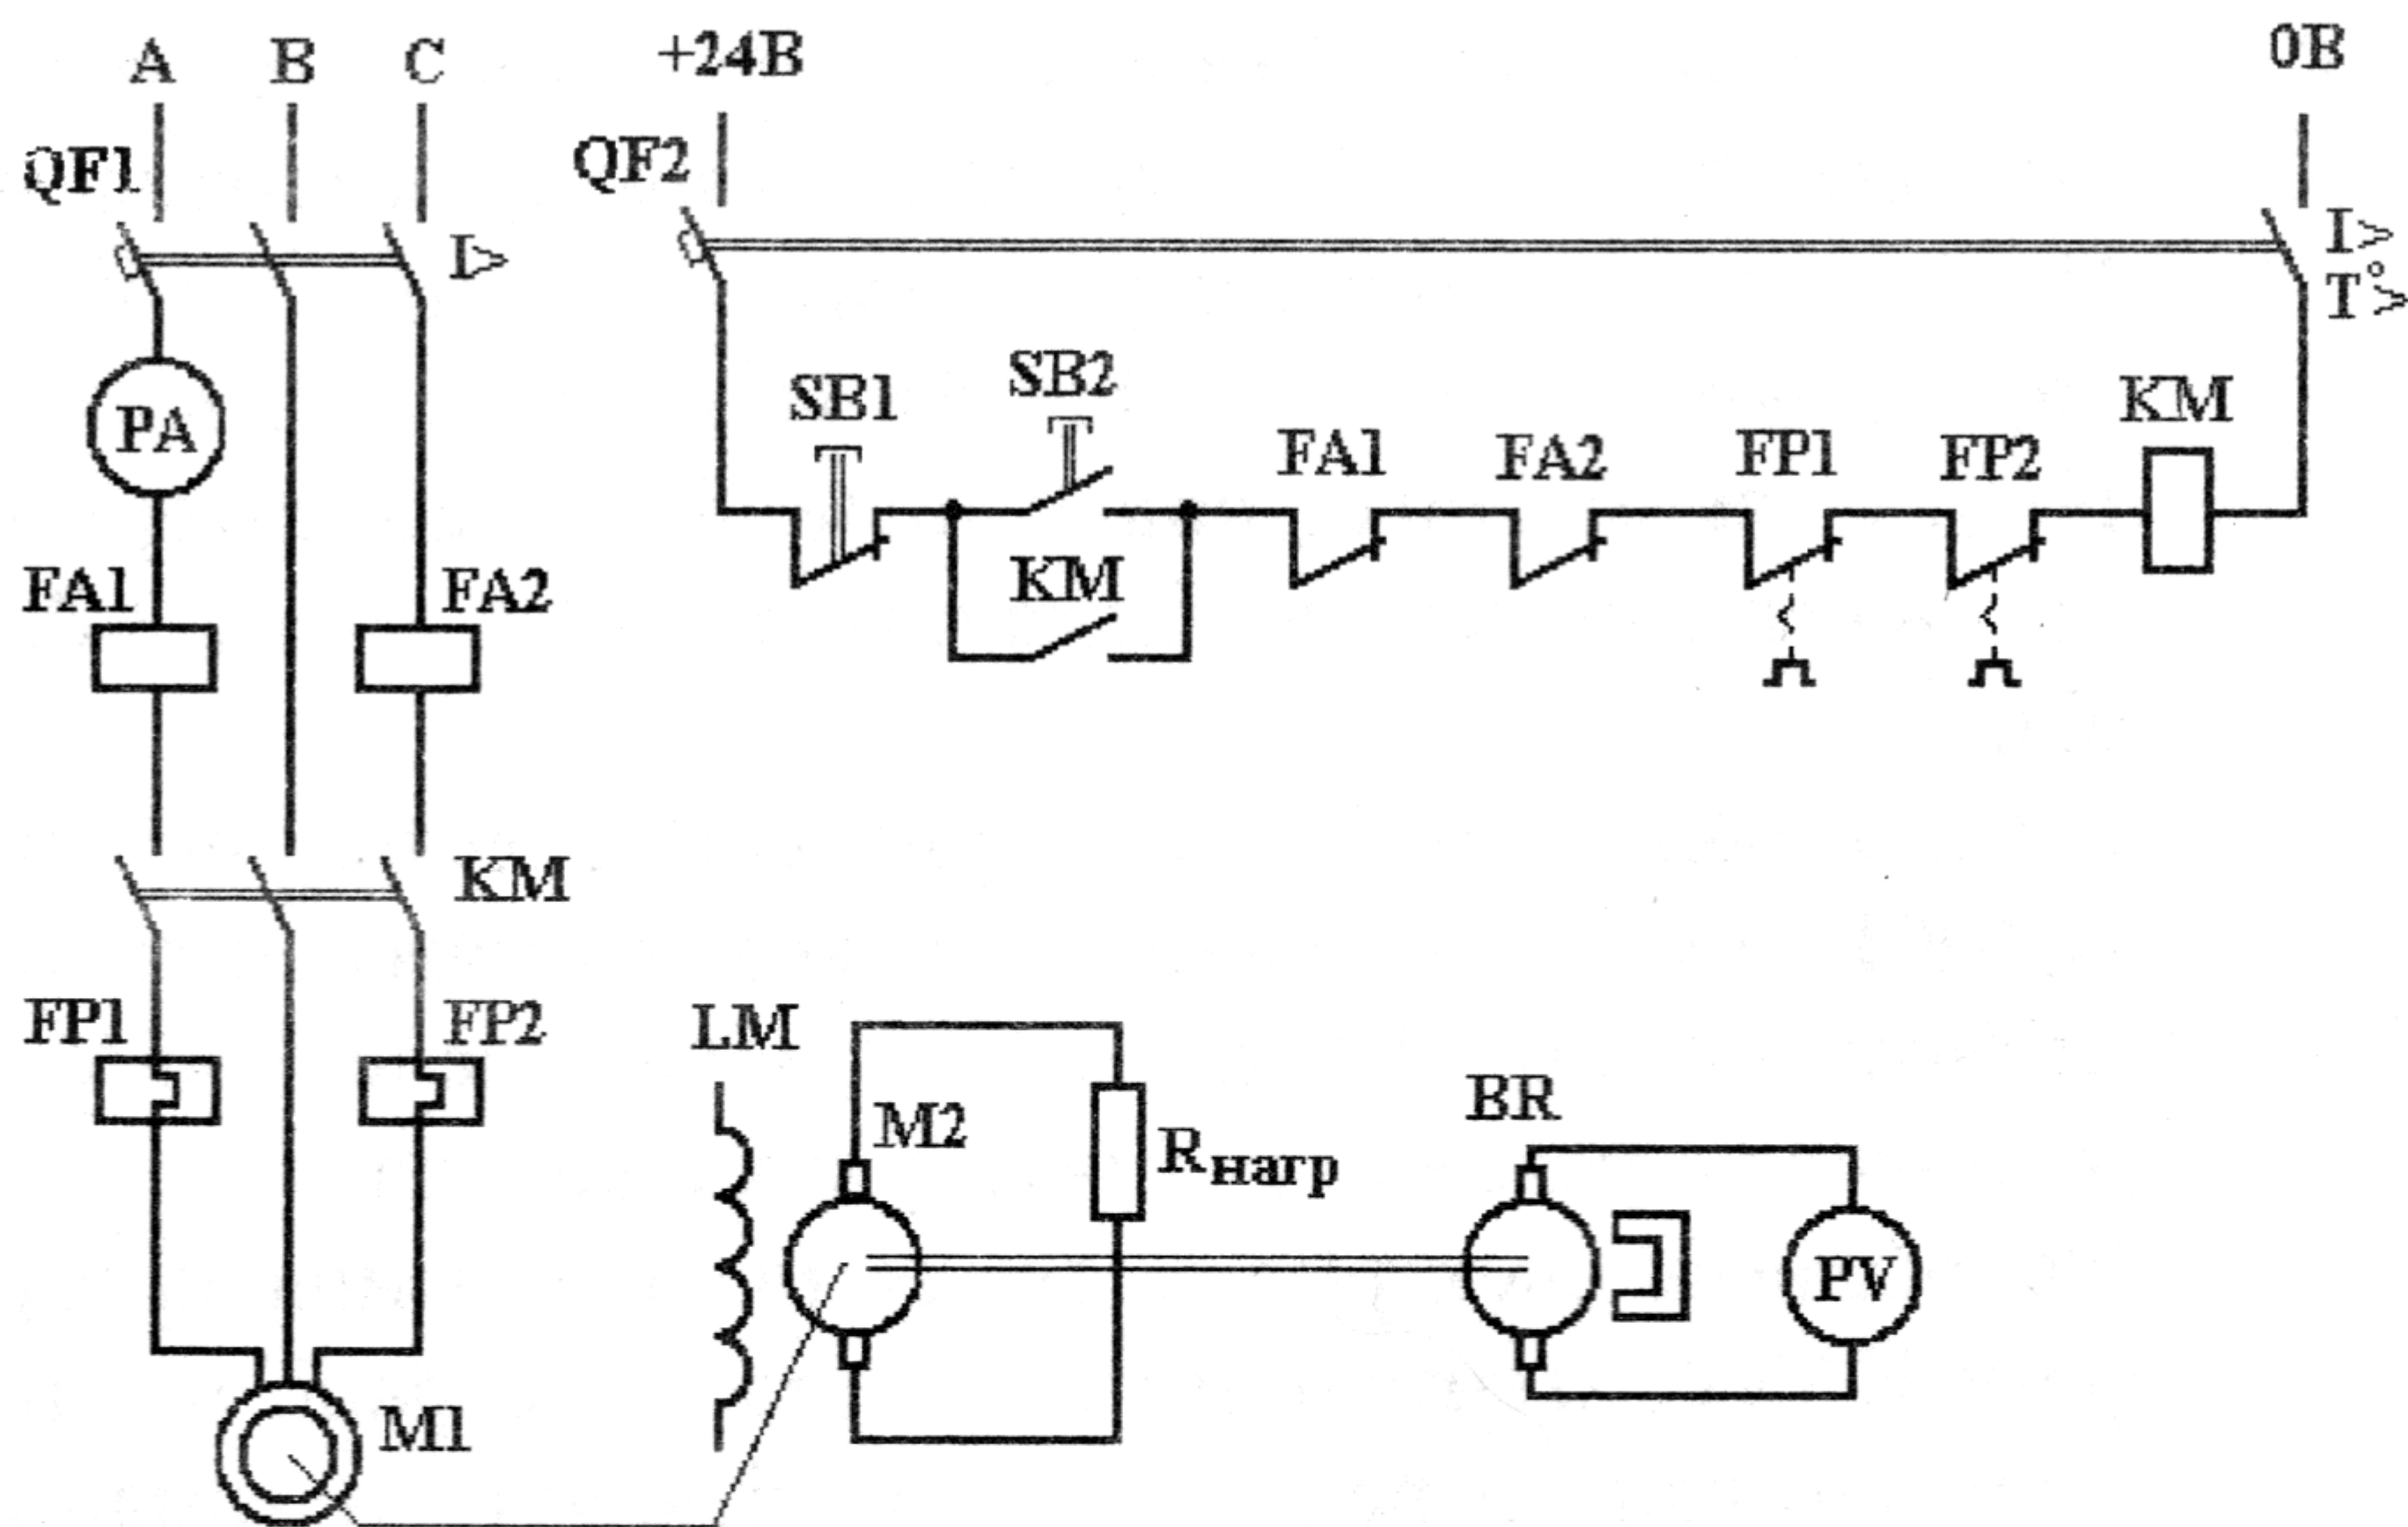 A B C +24В 0В
QF1 QF2
I> I>
T°>
SB1 SB2 KM
PA FA1 FA2 FP1 FP2
FA1 FA2 KM
KM
FP1 FP2 LM
M2 Rнагр BR
PV
M1